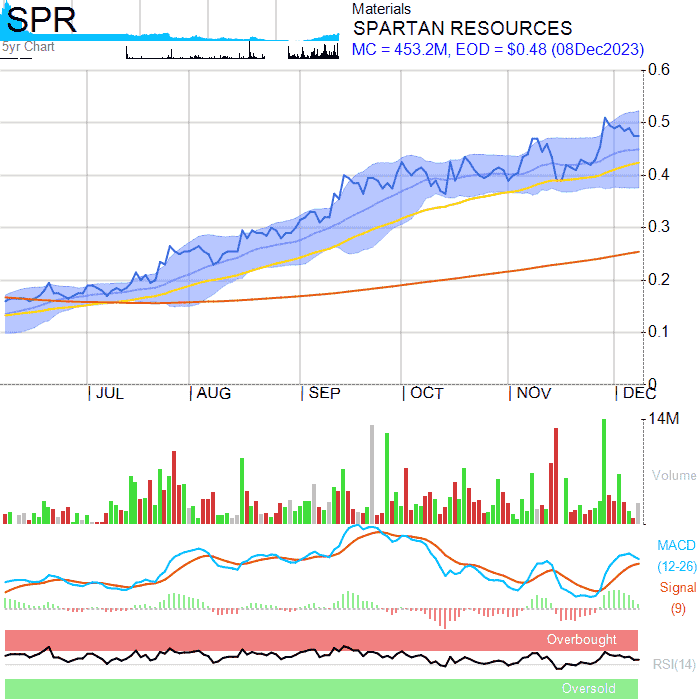 SPR
5yr Chart
Materials
SPARTAN RESOURCES
MC = 453.2M, EOD = $0.48 (08Dec2023)
0.6
0.5
0.4
0.3
0.2
0.1
0
JUL AUG SEP OCT NOV DEC
14M
Volume
MACD
(12-26)
Signal
(9)
Overbought
RSI(14)
Oversold